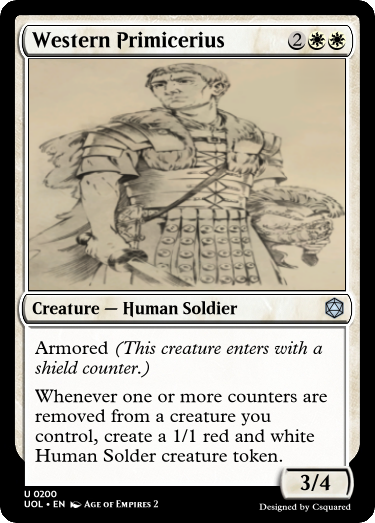 Western Primicerius 2
Creature — Human Soldier
Armored (This creature enters with a
shield counter.)
Whenever one or more counters are
removed from a creature you
control, create a 1/1 red and white
Human Solder creature token.
3/4
U 0200
UOL • EN Age of Empires 2
Designed by Csquared